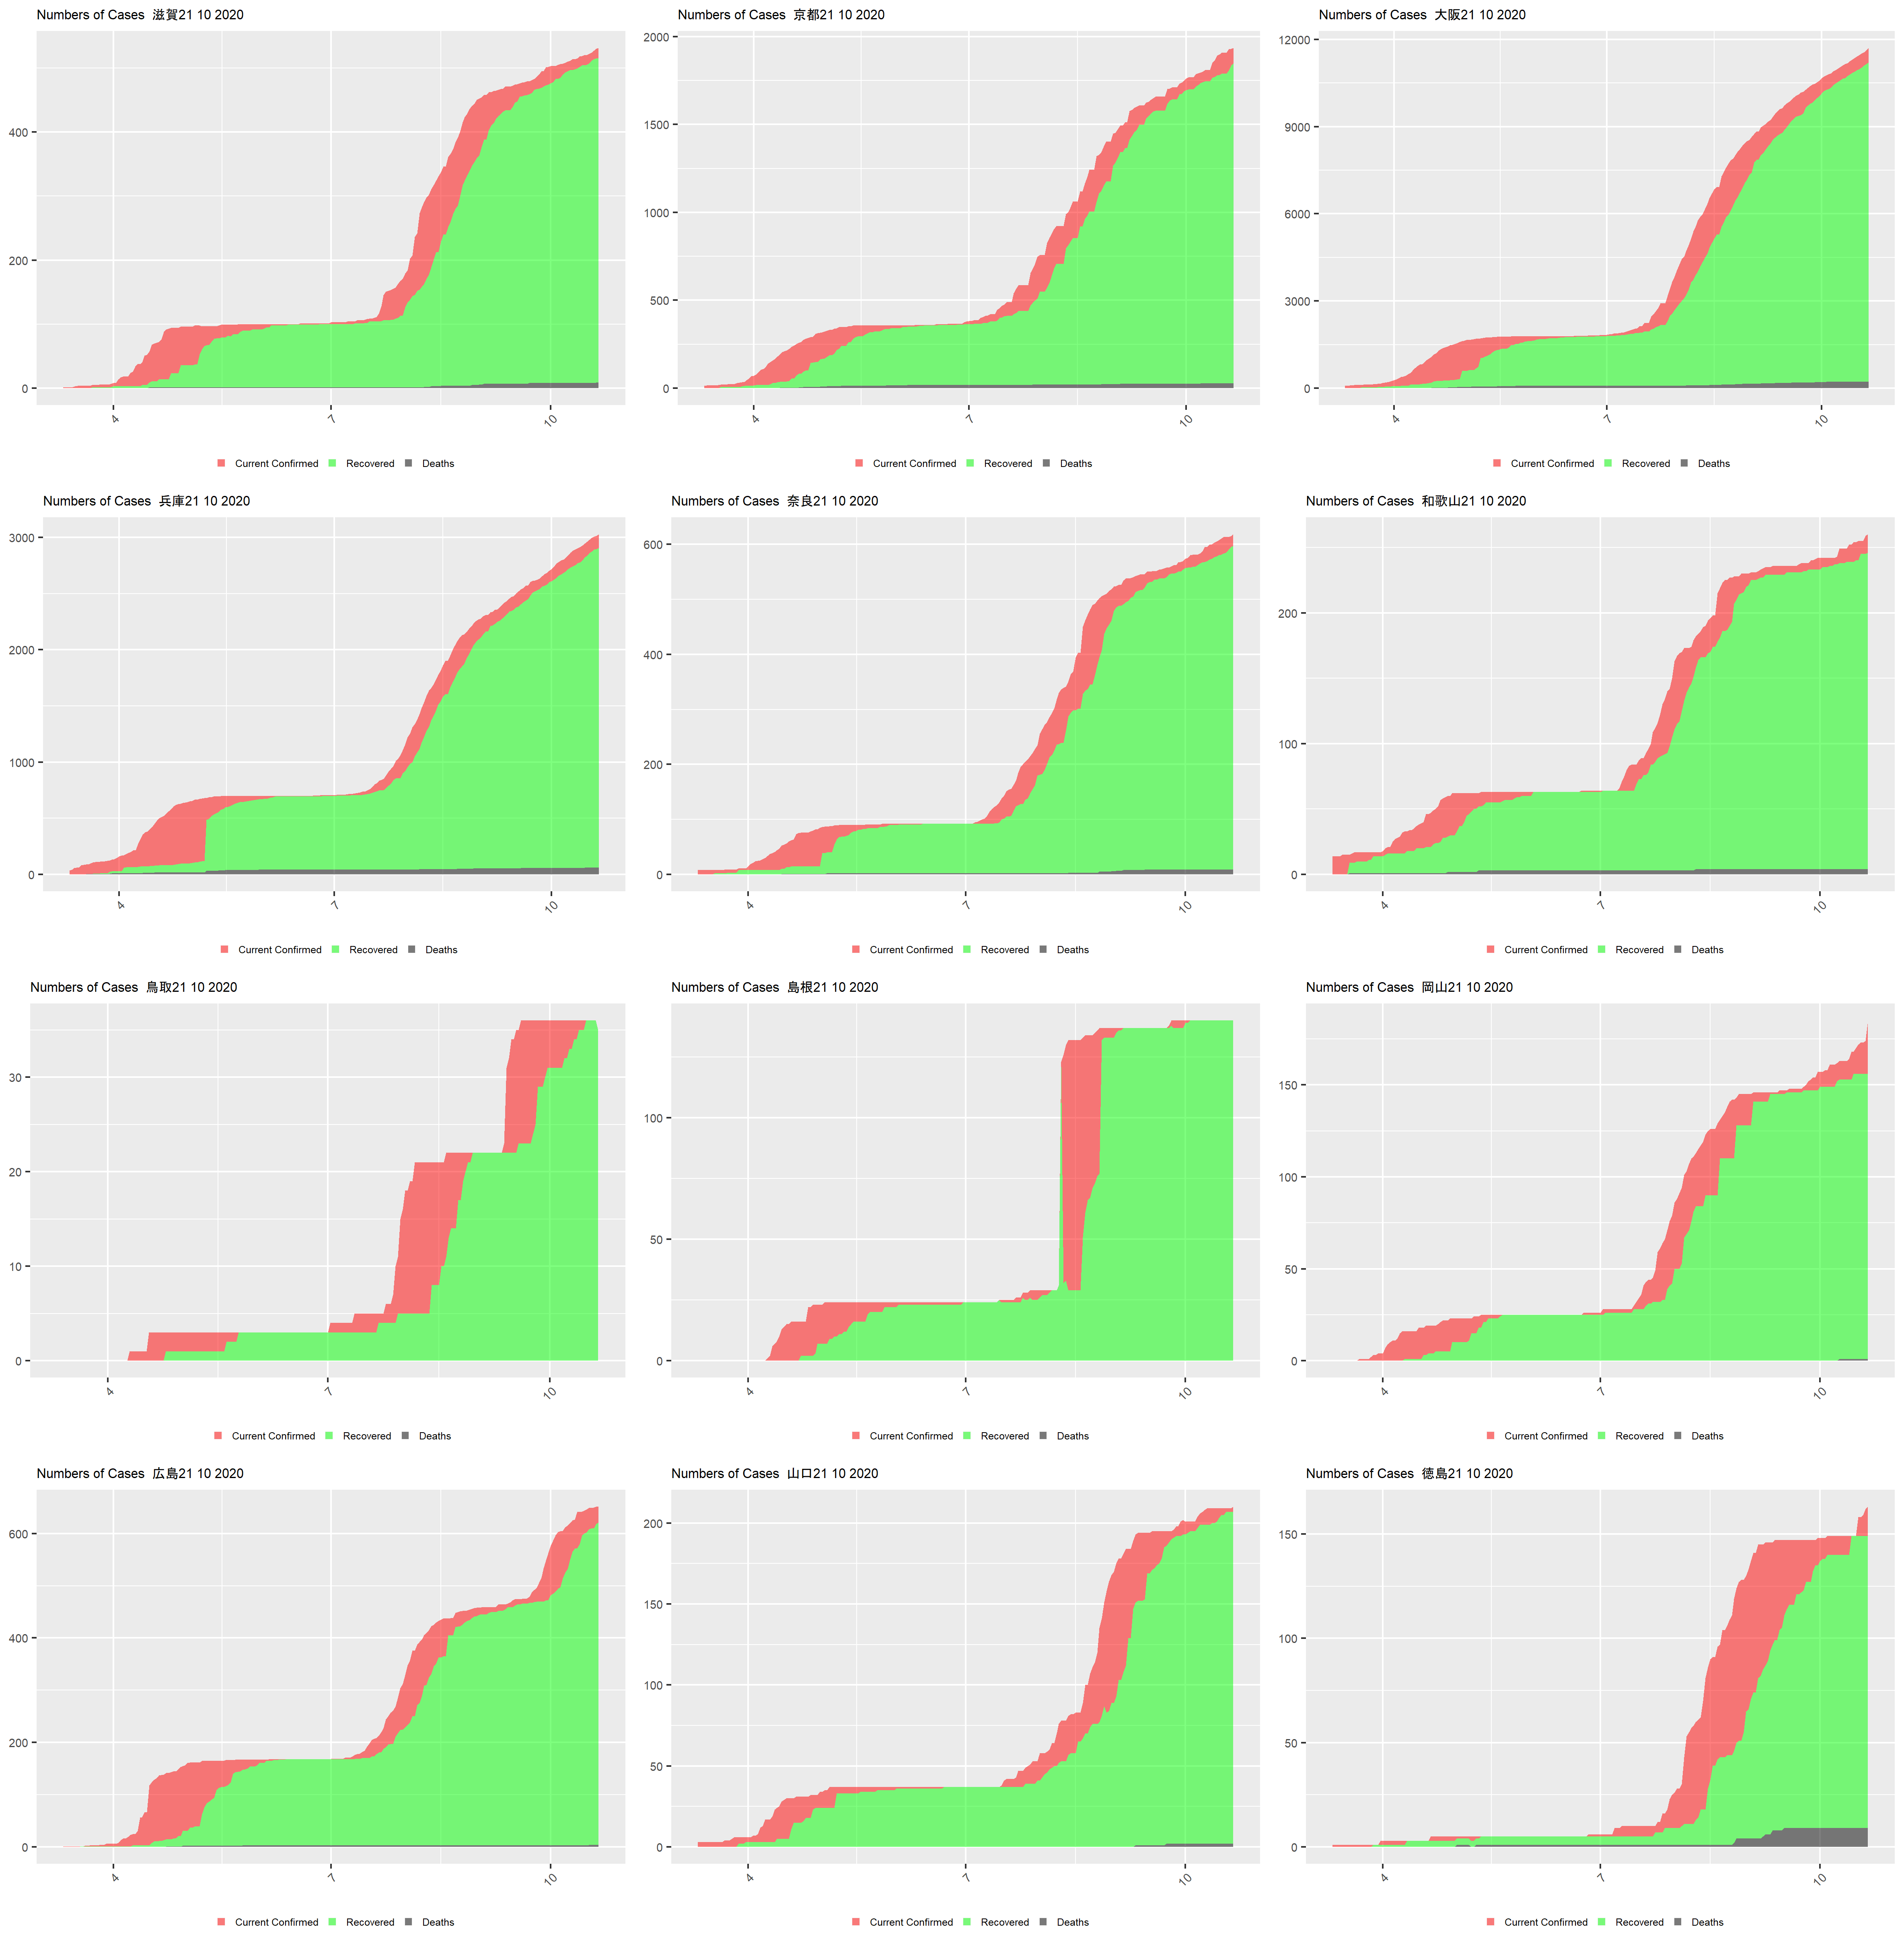 Numbers of Cases 滋賀21 10 2020
400
200
0
4 7 10
Current Confirmed Recovered Deaths
Numbers of Cases 京都21 10 2020
2000
1500
1000
500
0
4 7 10
Current Confirmed Recovered Deaths
Numbers of Cases 大阪21 10 2020
12000
9000
6000
3000
0
4 7 10
Current Confirmed Recovered Deaths
Numbers of Cases 兵庫21 10 2020
3000
2000
1000
0
4 7 10
Current Confirmed Recovered Deaths
Numbers of Cases 奈良21 10 2020
600
400
200
0
4 7 10
Current Confirmed Recovered Deaths
Numbers of Cases 和歌山21 10 2020
200
100
0
4 7 10
Current Confirmed Recovered Deaths
Numbers of Cases 鳥取21 10 2020
30
20
10
0
4 7 10
Current Confirmed Recovered Deaths
Numbers of Cases 島根21 10 2020
100
50
0
4 7 10
Current Confirmed Recovered Deaths
Numbers of Cases 岡山21 10 2020
150
100
50
0
4 7 10
Current Confirmed Recovered Deaths
Numbers of Cases 広島21 10 2020
600
400
200
0
4 7 10
Current Confirmed Recovered Deaths
Numbers of Cases 山口21 10 2020
200
150
100
50
0
4 7 10
Current Confirmed Recovered Deaths
Numbers of Cases 徳島21 10 2020
150
100
50
0
4 7 10
Current Confirmed Recovered Deaths